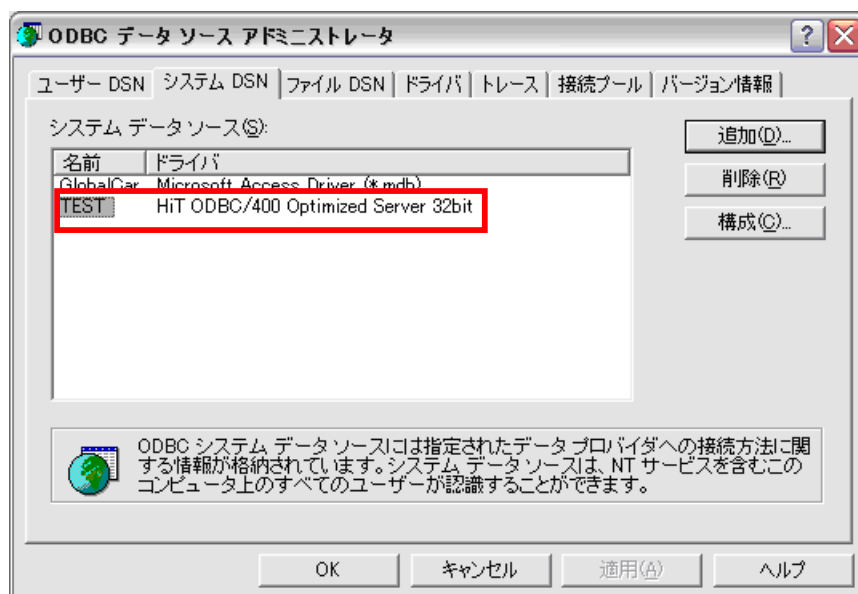 ODBC データ ソース アドミニストレータ
ユーザー DSN システム DSN ファイル DSN ドライバ トレース 接続プール バージョン情報
システム データ ソース(S):
追加(D)...
名前 ドライバ
GlobalCar Microsoft Access Driver (*.mdb)
削除(R)
TEST HiT ODBC/400 Optimized Server 32bit
構成(C)...
ODBC システム データ ソースには指定されたデータ プロバイダへの接続方法に関
する情報が格納されています。システム データ ソースは、NT サービスを含むこの
コンピュータ上のすべてのユーザーが認識することができます。
OK キャンセル 適用(A) ヘルプ